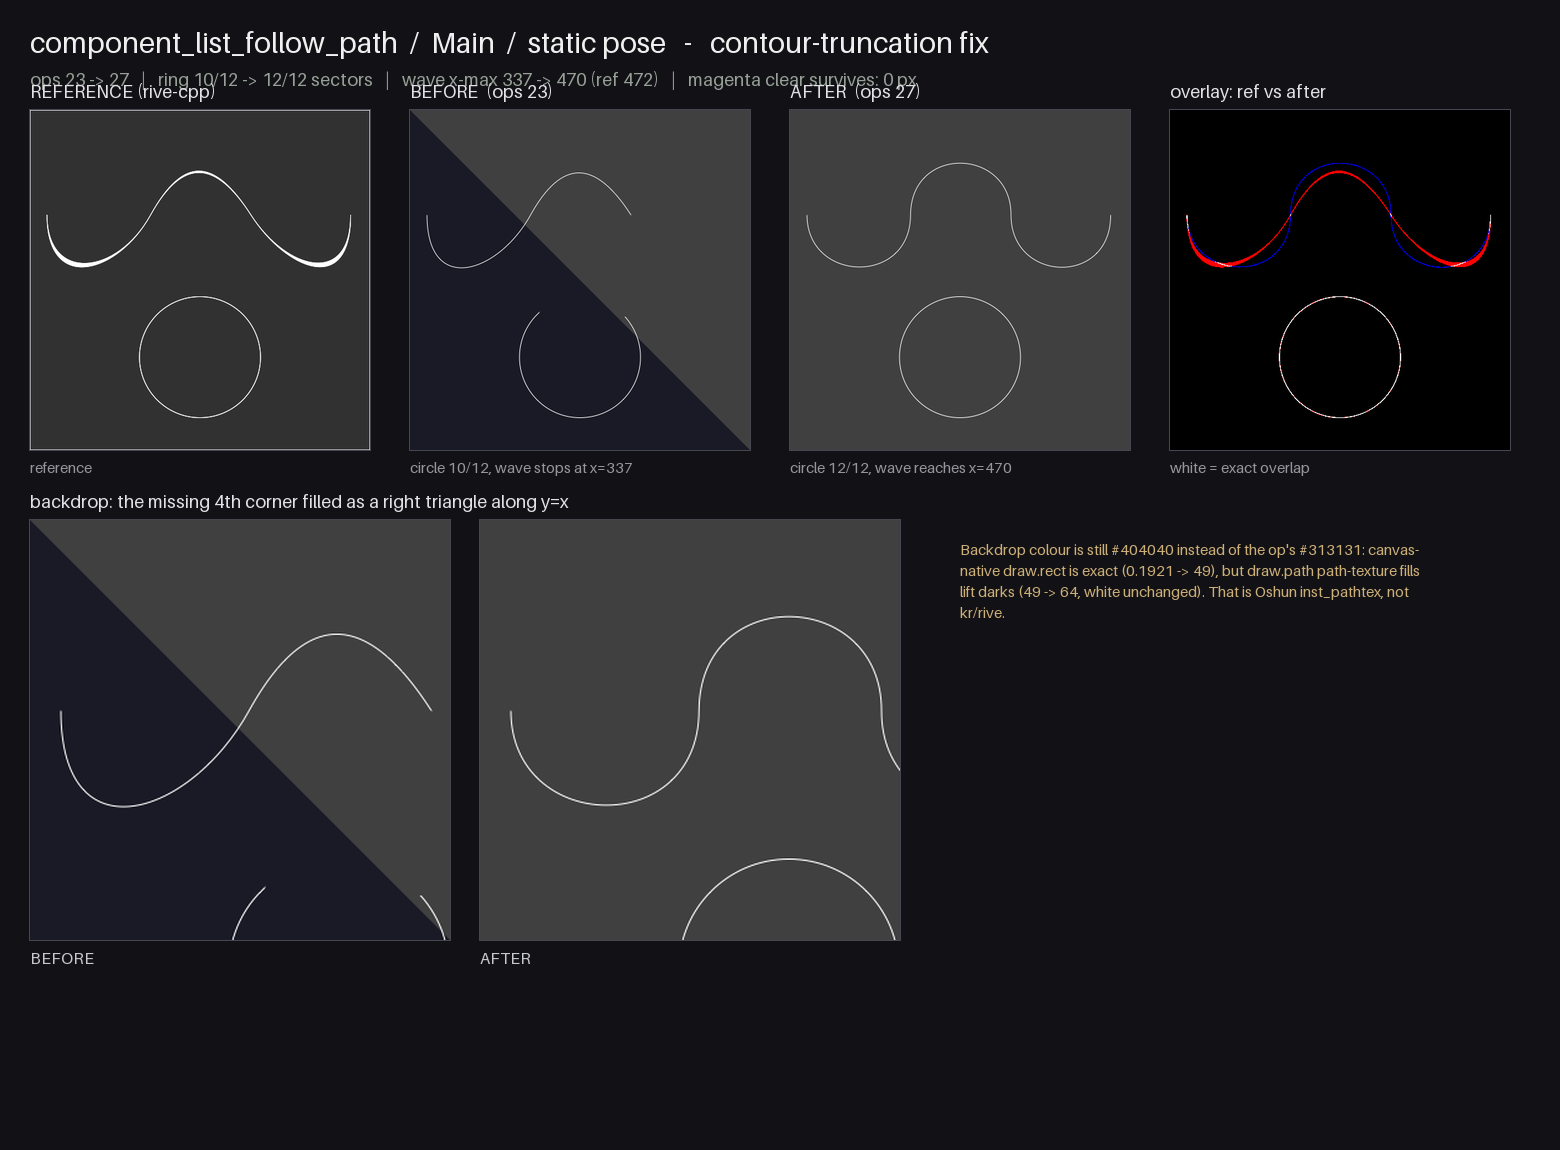 component_list_follow_path / Main / static pose - contour-truncation fix
ops 23 -> 27 | ring 10/12 -> 12/12 sectors | wave x-max 337 -> 470 (ref 472) | magenta clear survives: 0 px
REFERENCE (rive-cpp)
BEFORE (ops 23)
AFTER (ops 27)
overlay: ref vs after
reference
circle 10/12, wave stops at x=337
circle 12/12, wave reaches x=470
white = exact overlap
backdrop: the missing 4th corner filled as a right triangle along y=x
Backdrop colour is still #404040 instead of the op's #313131: canvas-
native draw.rect is exact (0.1921 -> 49), but draw.path path-texture fills
lift darks (49 -> 64, white unchanged). That is Oshun inst_pathtex, not
kr/rive.
BEFORE
AFTER